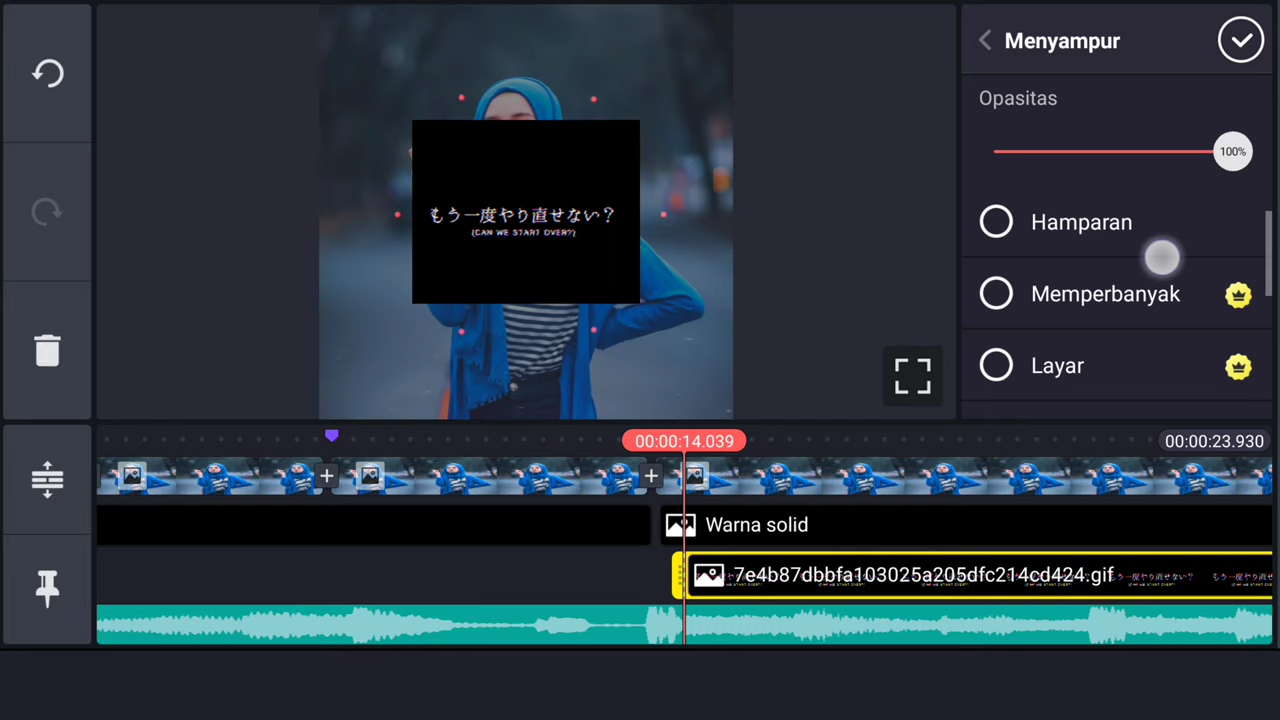 Menyampur
Opasitas
100%
もう一度やり直せない?
(CAN WE START OVER?)
Hamparan
Memperbanyak
Layar
00:00:14.039
00:00:23.930
Warna solid
7e4b87dbbfa103025a205dfc214cd424.gif